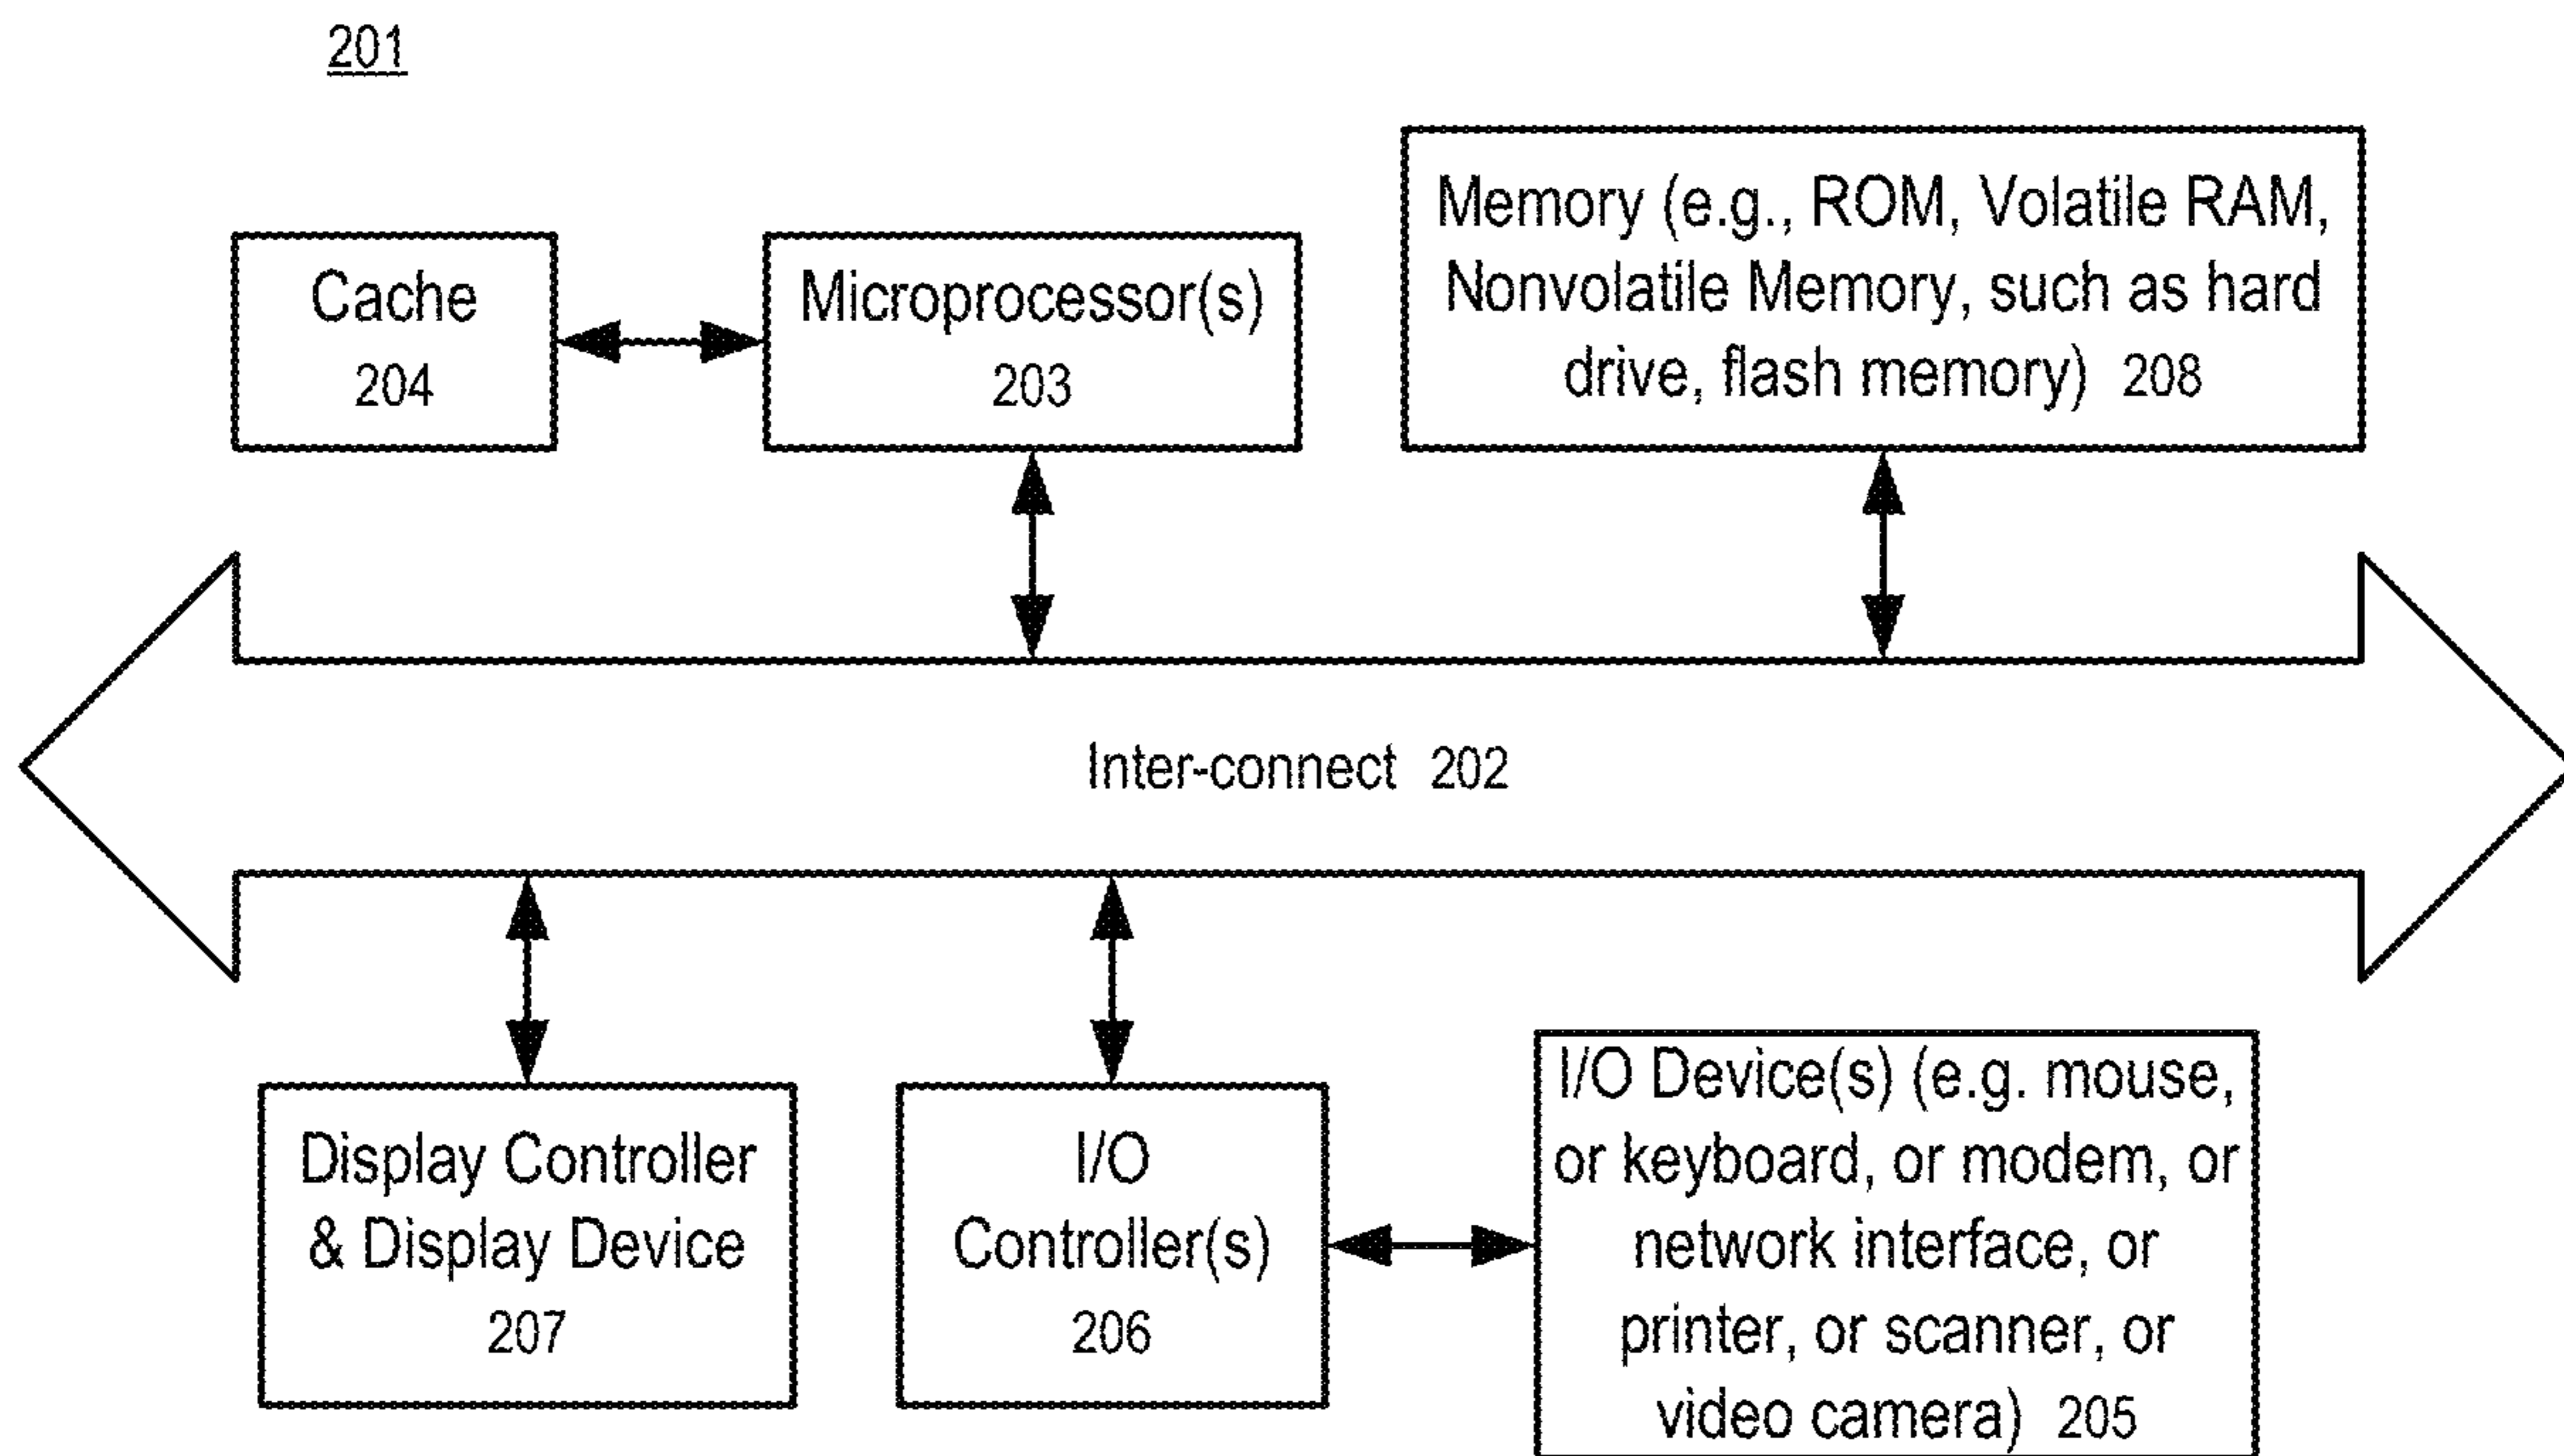 201
Cache
204
Microprocessor(s)
203
Memory (e.g., ROM, Volatile RAM,
Nonvolatile Memory, such as hard
drive, flash memory) 208
Inter-connect 202
Display Controller
& Display Device
207
I/O
Controller(s)
206
I/O Device(s) (e.g. mouse,
or keyboard, or modem, or
network interface, or
printer, or scanner, or
video camera) 205